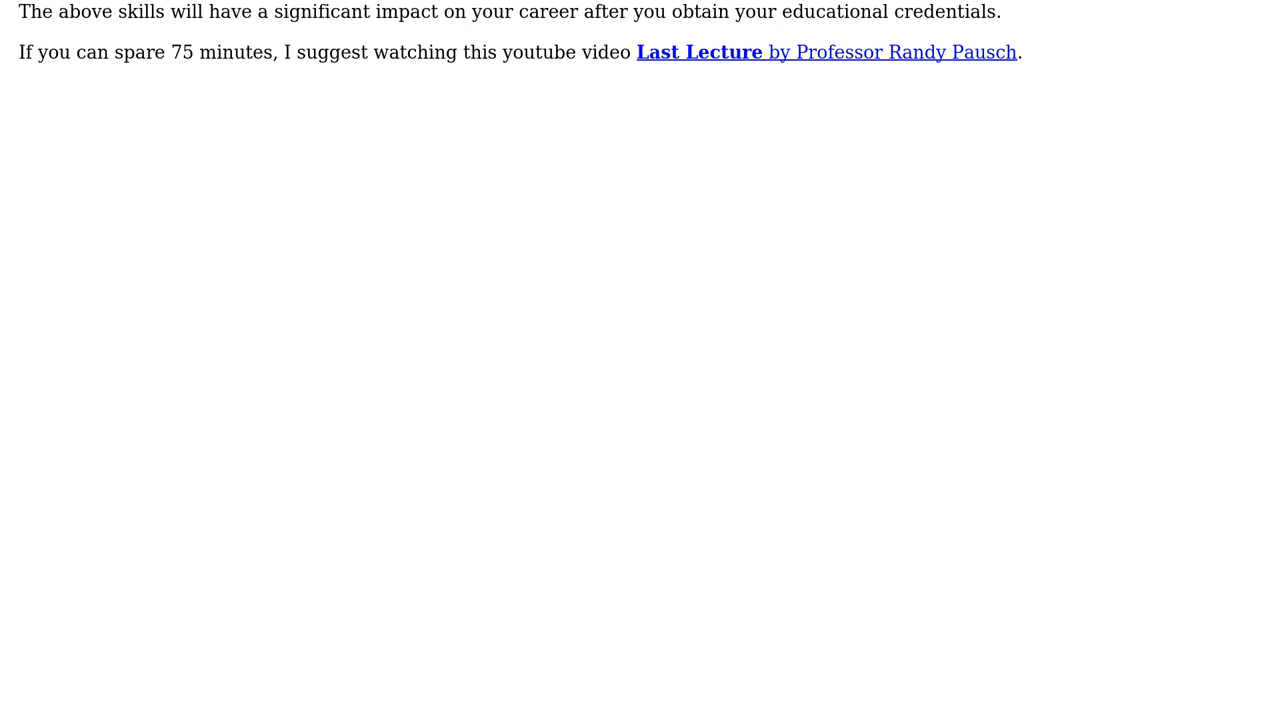 The above skills will have a significant impact on your career after you obtain your educational credentials.
If you can spare 75 minutes, I suggest watching this youtube video Last Lecture by Professor Randy Pausch.